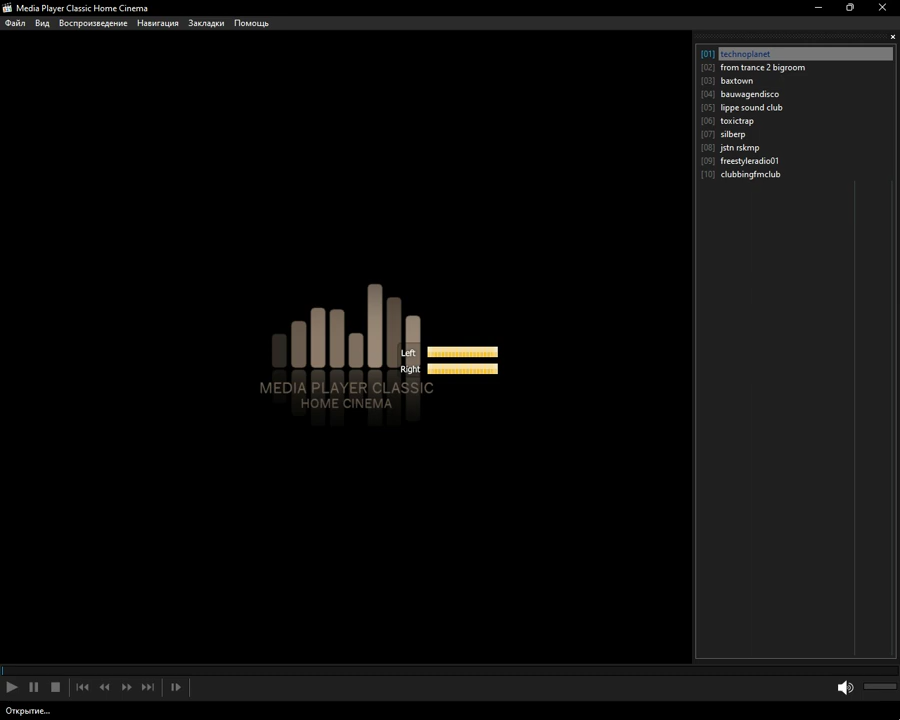 Media Player Classic Home Cinema
Файл Вид Воспроизведение Навигация Закладки Помощь
[01] technoplanet
[02] from trance 2 bigroom
[03] baxtown
[04] bauwagendisco
[05] lippe sound club
[06] toxictrap
[07] silberp
[08] jstn rskmp
[09] freestyleradio01
[10] clubbingfmclub
Left
Right
MEDIA PLAYER CLASSIC
HOME CINEMA
Открытие...